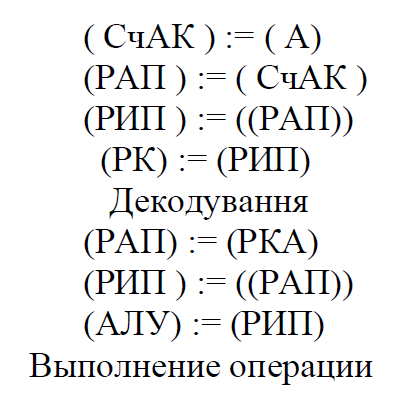 ( СчАК ) := ( А)
(РАП ) := ( СчАК )
(РИП ) := ((РАП))
(РК) := (РИП)
Декодування
(РАП) := (РКА)
(РИП ) := ((РАП))
(АЛУ) := (РИП)
Выполнение операции